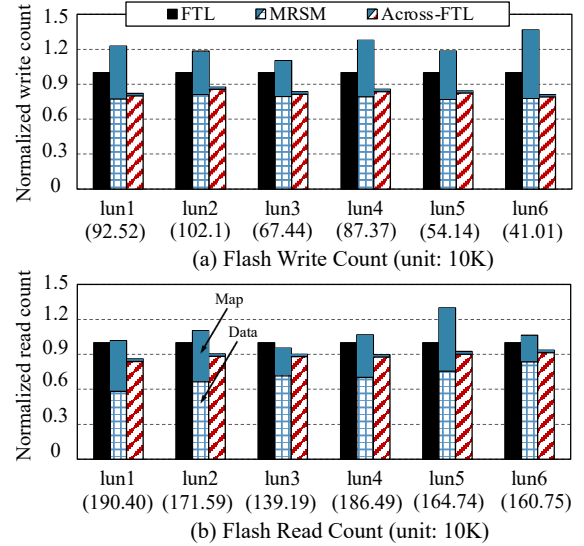 FTL MRSM Across-FTL
Normalized write count
1.5
1.2
0.9
0.6
0.3
0
lun1 lun2 lun3 lun4 lun5 lun6
(92.52) (102.1) (67.44) (87.37) (54.14) (41.01)
(a) Flash Write Count (unit: 10K)
Normalized read count
1.5
1.2
0.9
0.6
0.3
0
Map
Data
lun1 lun2 lun3 lun4 lun5 lun6
(190.40) (171.59) (139.19) (186.49) (164.74) (160.75)
(b) Flash Read Count (unit: 10K)